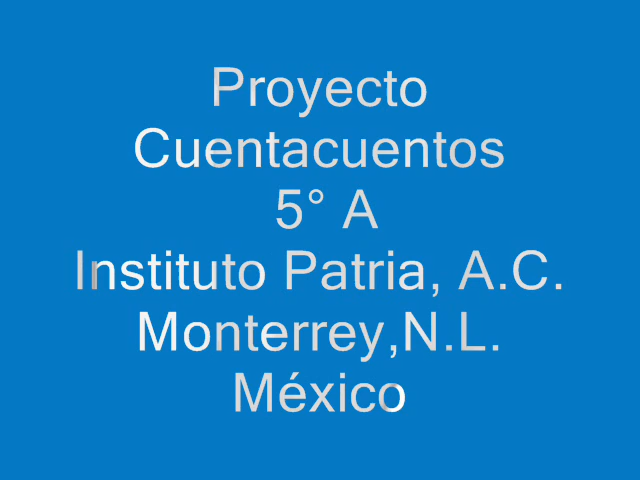 Proyecto
Cuentacuentos
5° A
Instituto Patria, A.C.
Monterrey,N.L.
México